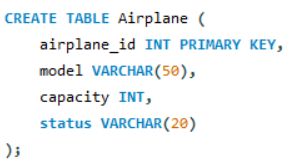 CREATE TABLE Airplane (
    airplane_id INT PRIMARY KEY,
    model VARCHAR(50),
    capacity INT,
    status VARCHAR(20)
);